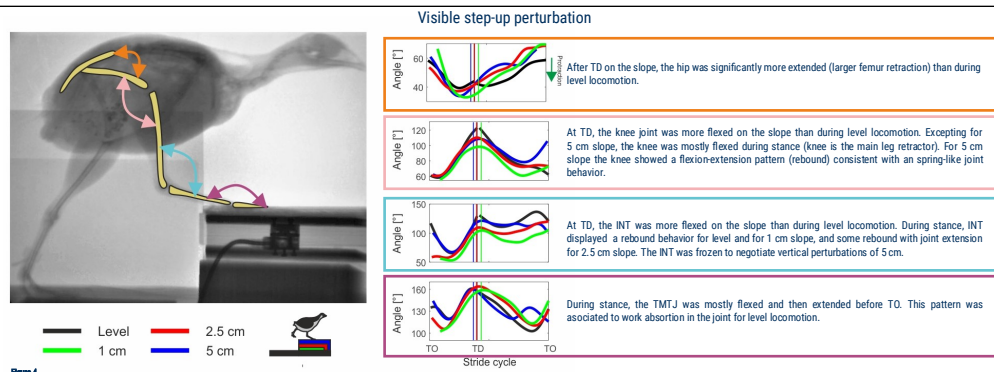 Visible step-up perturbation
Angle [°]
60
40
Protraction
After TD on the slope, the hip was significantly more extended (larger femur retraction) than during
level locomotion.
Angle [°]
120
100
80
60
At TD, the knee joint was more flexed on the slope than during level locomotion. Excepting for
5 cm slope, the knee was mostly flexed during stance (knee is the main leg retractor). For 5 cm
slope the knee showed a flexion-extension pattern (rebound) consistent with an spring-like joint
behavior.
Angle [°]
150
100
50
At TD, the INT was more flexed on the slope than during level locomotion. During stance, INT
displayed a rebound behavior for level and for 1 cm slope, and some rebound with joint extension
for 2.5 cm slope. The INT was frozen to negotiate vertical perturbations of 5 cm.
Angle [°]
160
130
100
During stance, the TMTJ was mostly flexed and then extended before TO. This pattern was
asociated to work absortion in the joint for level locomotion.
TO TD TO
Stride cycle
Level 2.5 cm
1 cm 5 cm